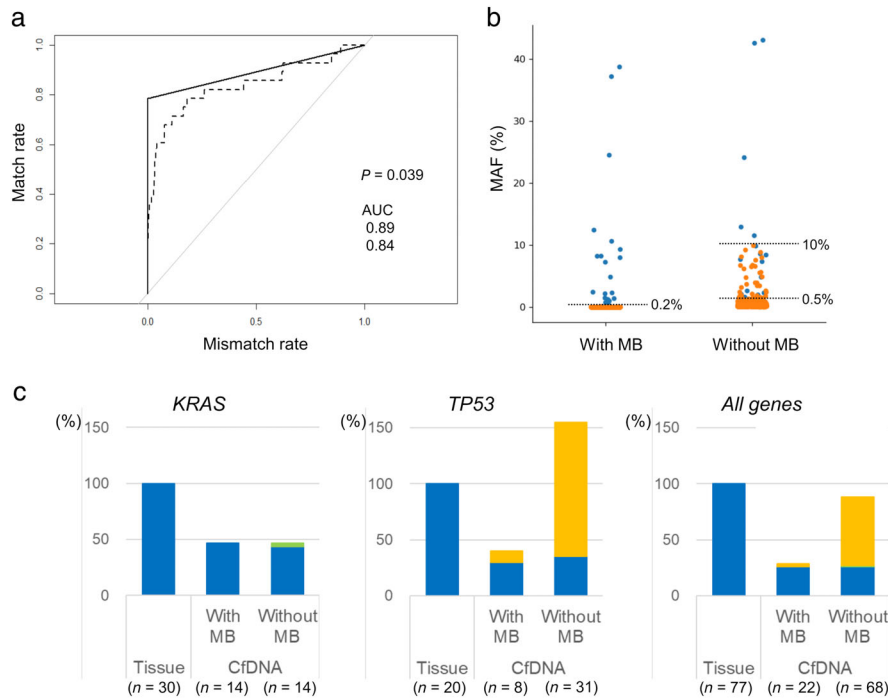 a
Match rate
1.0
0.8
0.6
0.4
0.2
0.0
P = 0.039
AUC
0.89
0.84
0.0
0.5
1.0
Mismatch rate
b
MAF (%)
40
30
20
10
0
0.2%
10%
0.5%
With MB
Without MB
c
KRAS
(%)
150
100
50
0
With
MB
Without
MB
Tissue
CfDNA
(n = 30)
(n = 14)
(n = 14)
TP53
(%)
150
100
50
0
With
MB
Without
MB
Tissue
CfDNA
(n = 20)
(n = 8)
(n = 31)
All genes
(%)
150
100
50
0
With
MB
Without
MB
Tissue
CfDNA
(n = 77)
(n = 22)
(n = 68)